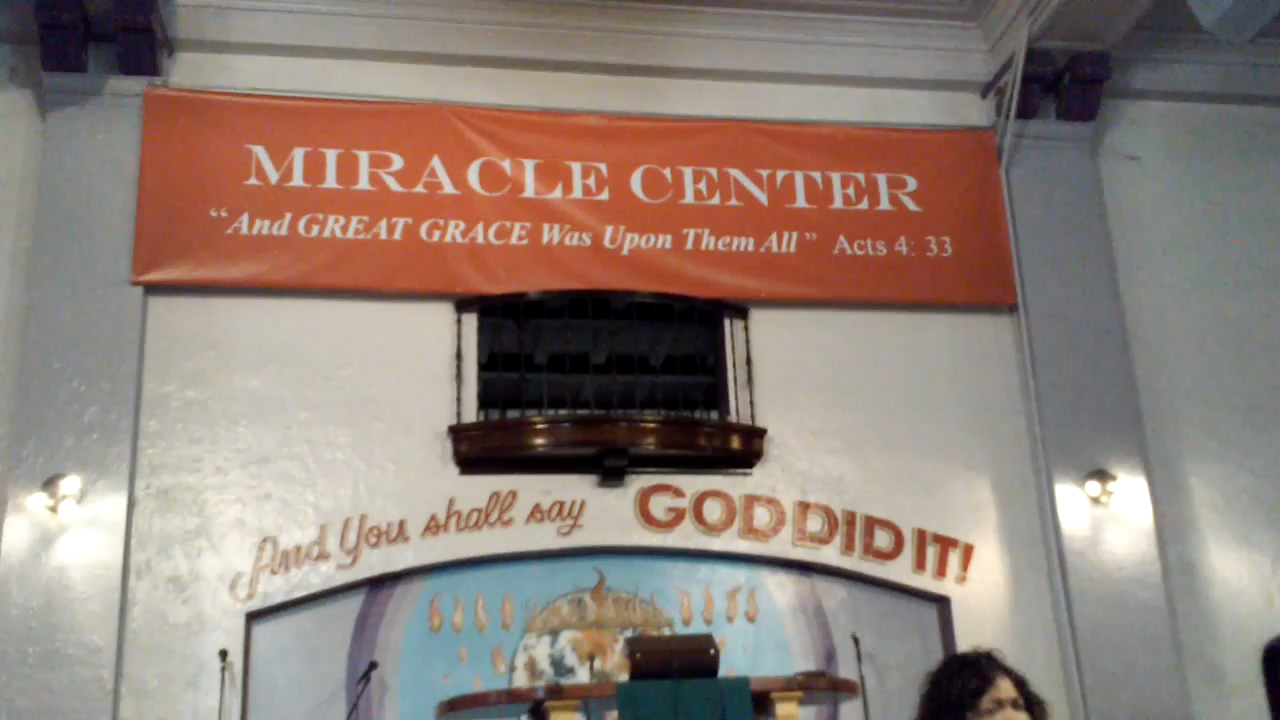 MIRACLE CENTER
“And GREAT GRACE Was Upon Them All” Acts 4: 33
And You shall say GOD DID IT!